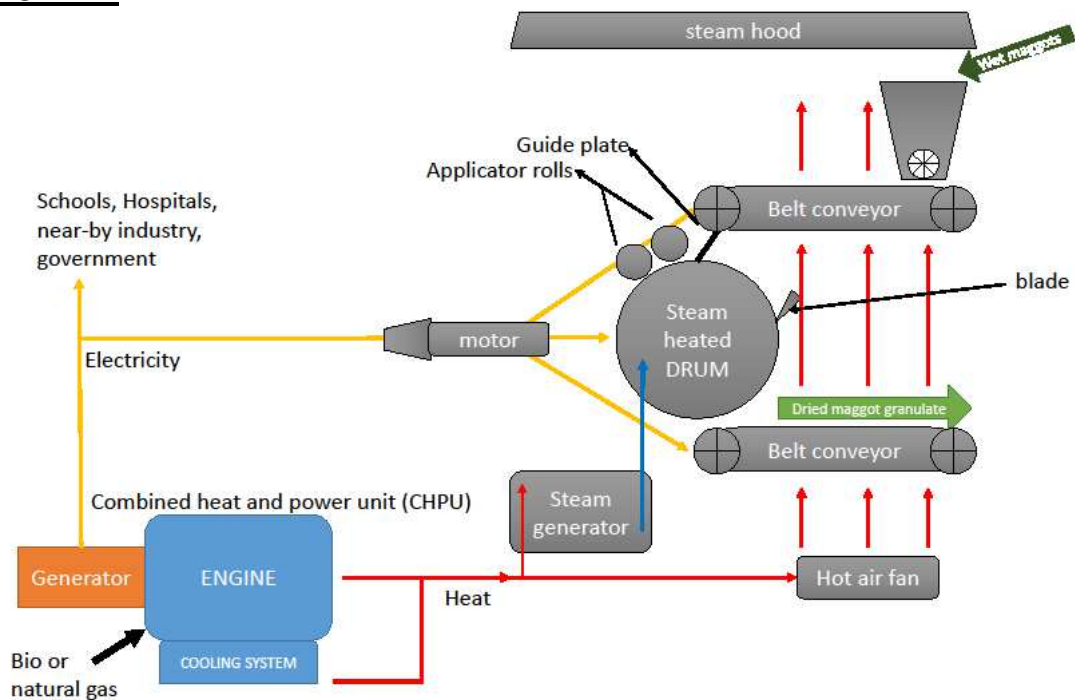 steam hood
Wet maggots
Guide plate
Applicator rolls
Belt conveyor
Schools, Hospitals,
near-by industry,
government
blade
Steam
heated
DRUM
motor
Electricity
Dried maggot granulate
Belt conveyor
Combined heat and power unit (CHPU)
Steam
generator
Generator
ENGINE
Hot air fan
Heat
COOLING SYSTEM
Bio or
natural gas